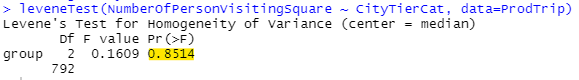 > leveneTest(NumberOfPersonVisitingSquare ~ CityTierCat, data=ProdTrip)
Levene's Test for Homogeneity of Variance (center = median)
Df F value Pr(>F)
group 2 0.1609 0.8514
792